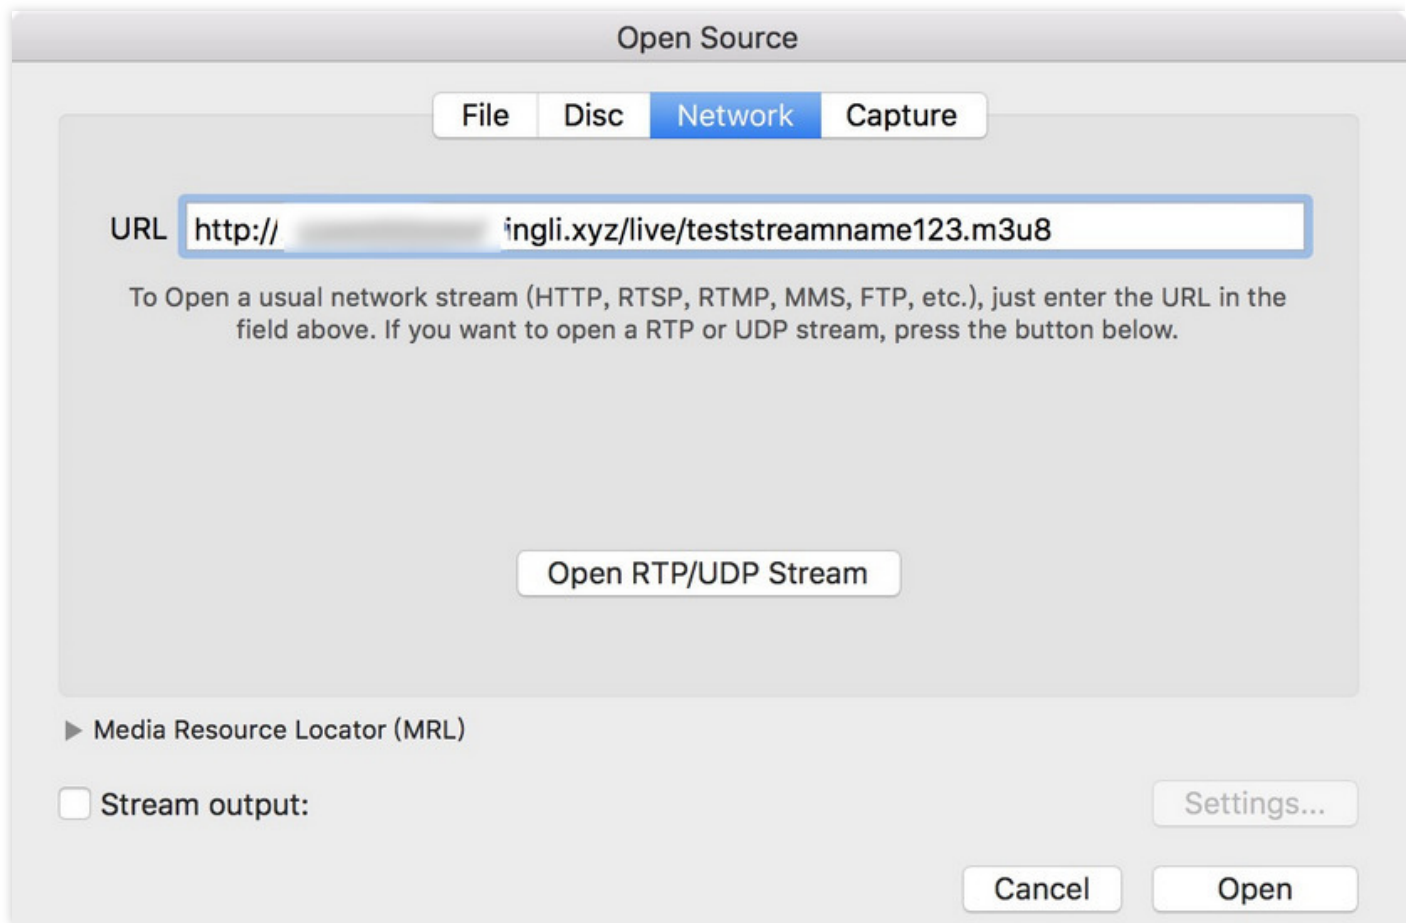 Open Source
File Disc Network Capture
URL http:// ingli.xyz/live/teststreamname123.m3u8
To Open a usual network stream (HTTP, RTSP, RTMP, MMS, FTP, etc.), just enter the URL in the
field above. If you want to open a RTP or UDP stream, press the button below.
Open RTP/UDP Stream
Media Resource Locator (MRL)
Stream output: Settings...
Cancel Open